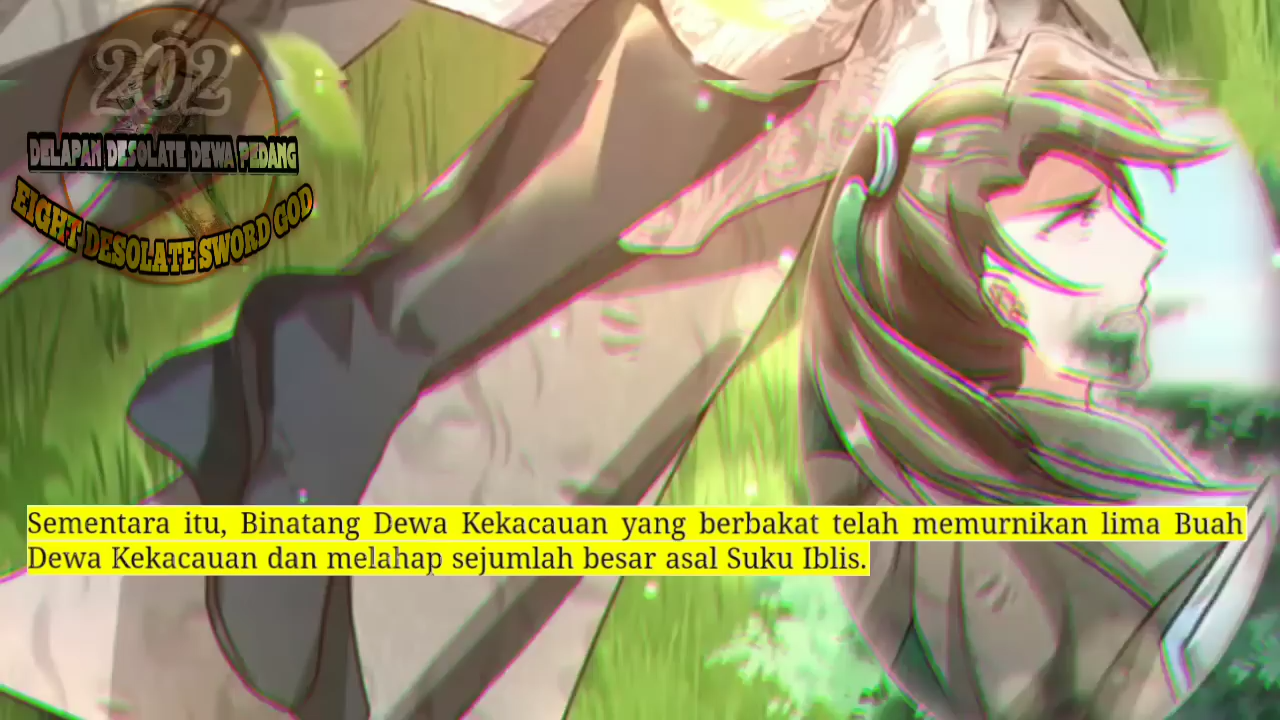 202
DELAPAN DESOLATE DEWA PEDANG
EIGHT DESOLATE SWORD GOD
Sementara itu, Binatang Dewa Kekacauan yang berbakat telah memurnikan lima Buah
Dewa Kekacauan dan melahap sejumlah besar asal Suku Iblis.